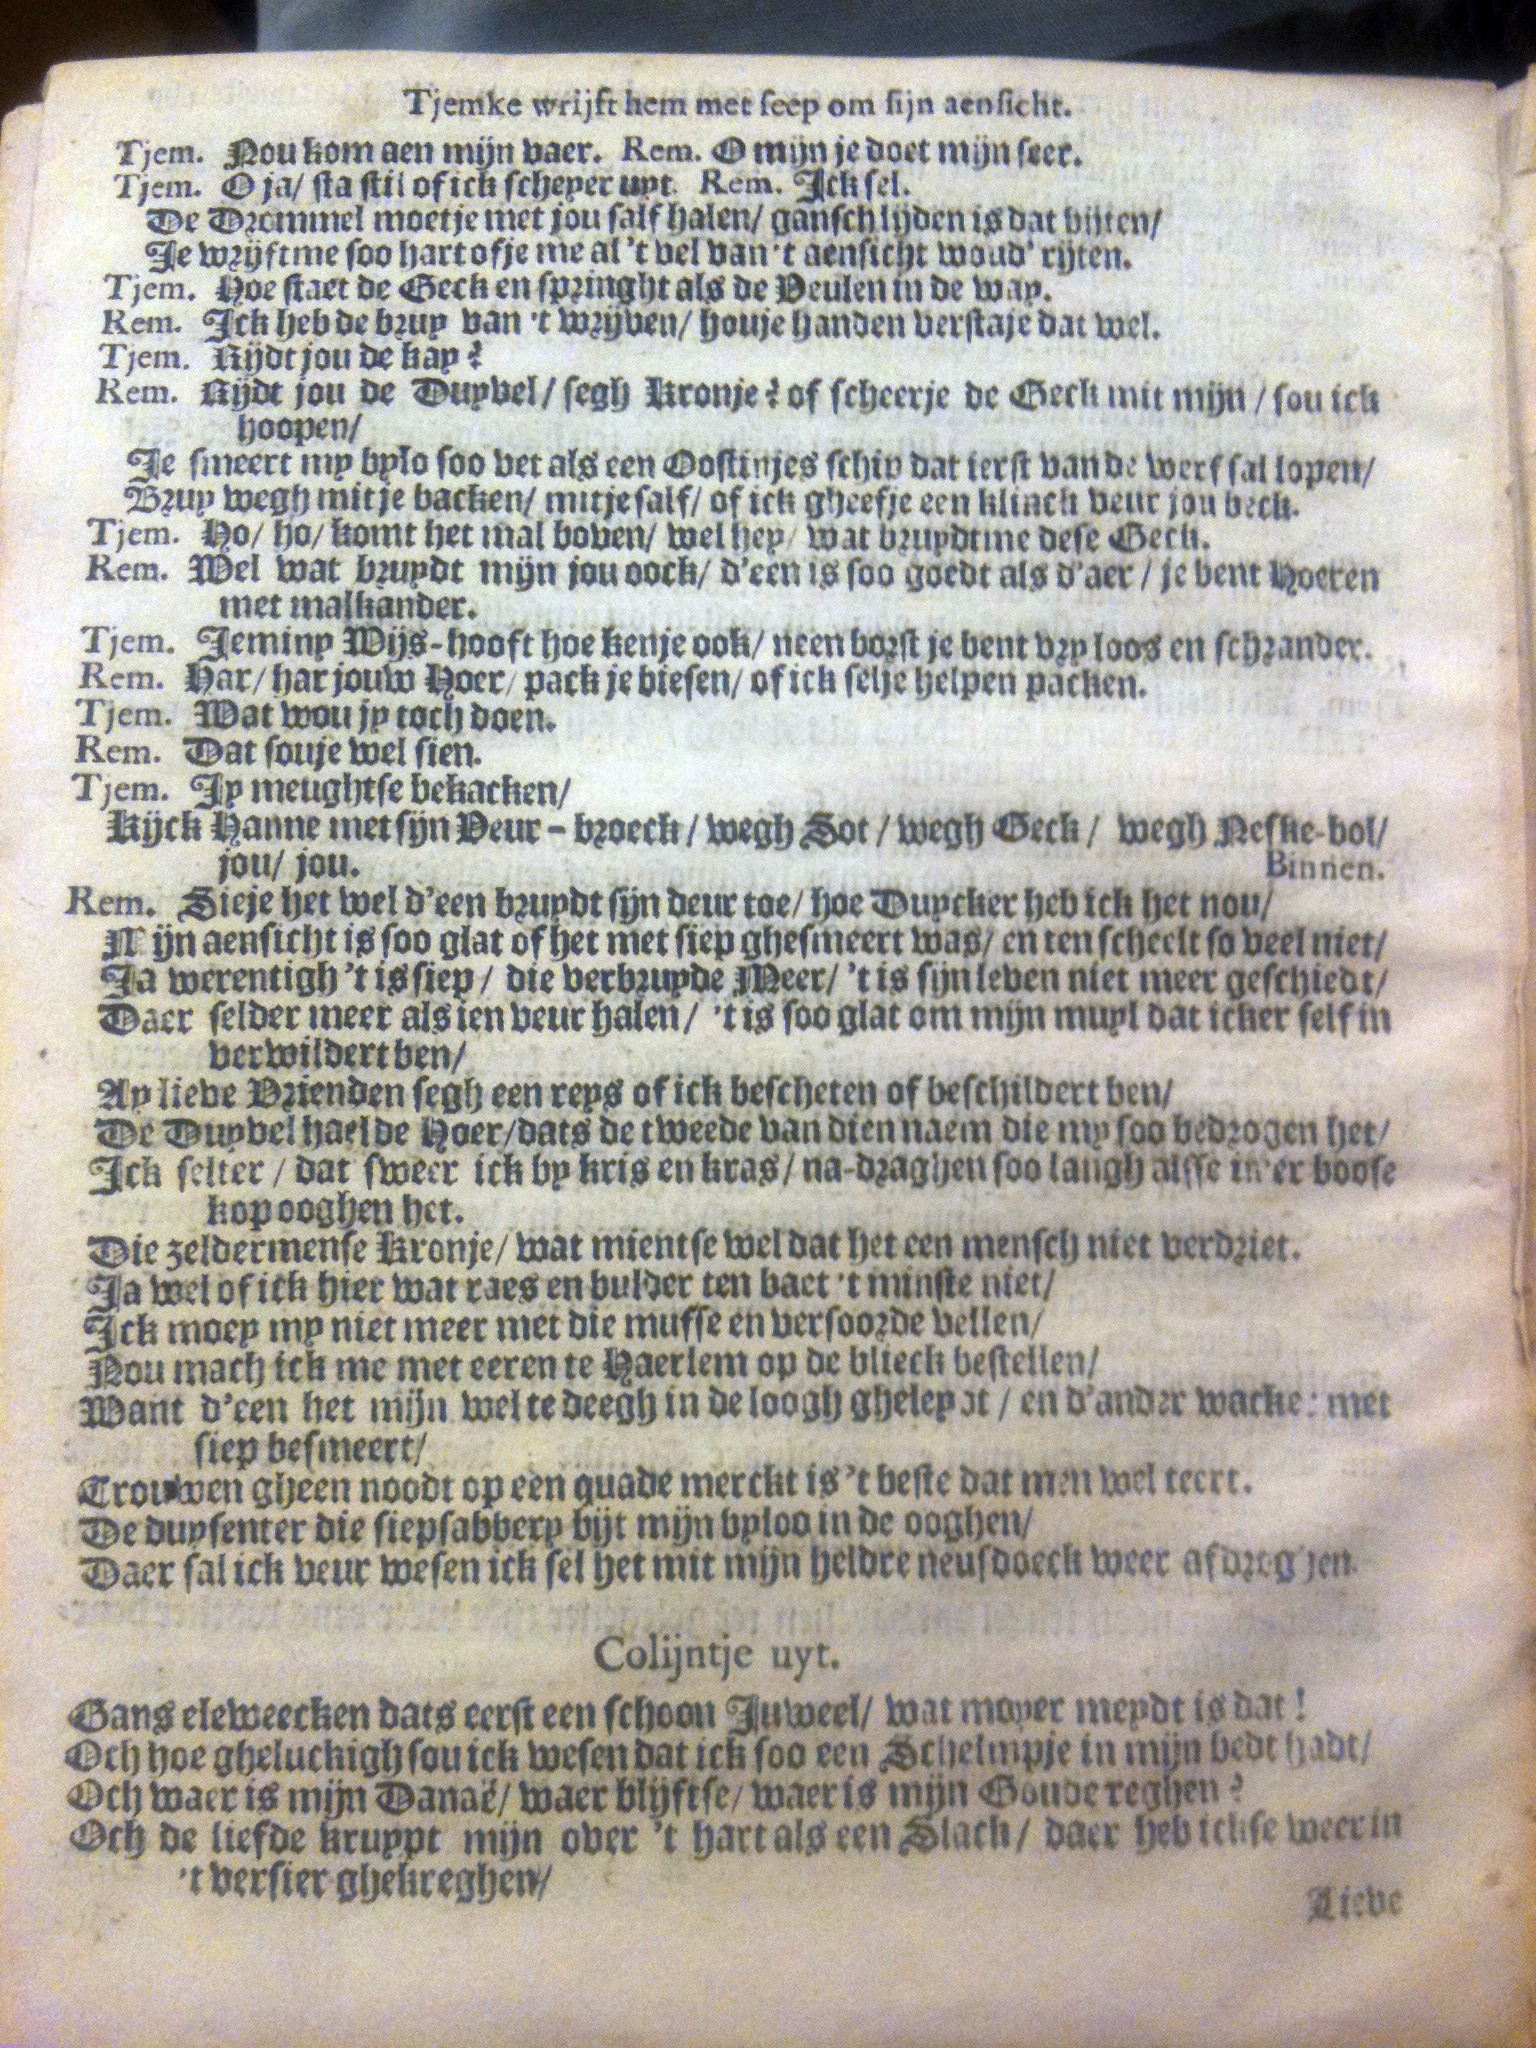 Tjemke wrijft hem met seep om sijn aensicht.
Tjem. Nou kom aen mijn vaer. Rem. O mijn je doet mijn seer.
Tjem. O ja/ sta stil of ick scheyer uyt. Rem. Ick sel.
De Drommel moetje met jou salf halen/ gansch lijden is dat bijten/
Je wrijftme soo hart ofje me al 't vel van 't aensicht woud' rijten.
Tjem. Hoe staet de Geck en springht als de Veulen in de way.
Rem. Ick heb de bruy van 't wrijven/ houje handen verstaje dat wel.
Tjem. Rijdt jou de kay?
Rem. Rijdt jou de Duyvel/ segh Kronje? of scheerje de Geck mit mijn/ sou ick
hoopen/
Je smeert my bylo soo vet als een Oostinjes schip dat ierst van de werf sal lopen/
Bruy wegh mit je backen/ mitje salf/ of ick gheefje een klinck veur jou beck.
Tjem. Ho/ ho/ komt het mal boven/ wel hey/ wat bruydtme dese Geck.
Rem. Wel wat bruydt mijn jou oock/ d'een is soo goedt als d'aer/ je bent Hoeren
met malkander.
Tjem. Jeminy Wijs-hooft hoe kenje ook/ neen borst je bent vry loos en schrander.
Rem. Har/ har jouw Hoer/ pack je biesen/ of ick selje helpen packen.
Tjem. Wat wou jy toch doen.
Rem. Dat souje wel sien.
Tjem. Jy meughtse bekacken/
Kijck Hanne met sijn Veur-broeck/ wegh Sot/ wegh Geck/ wegh Neske-bol/
jou/ jou. Binnen.
Rem. Sieje het wel d'een bruydt sijn deur toe/ hoe Duycker heb ick het nou/
Mijn aensicht is soo glat of het met siep ghesmeert was/ en ten scheelt so veel niet/
Ja werentigh 't is siep/ die verbruyde Meer/ 't is sijn leven niet meer geschiedt/
Daer selder meer als ien veur halen/ 't is soo glat om mijn muyl dat icker self in
verwildert ben/
Ay lieve Vrienden segh een reys of ick bescheten of beschildert ben/
De Duyvel hael de Hoer/ dats de tweede van dien naem die my soo bedrogen het/
Ick selter/ dat sweer ick by kris en kras/ na-draghen soo langh alsse in 'er boose
kop ooghen het.
Die zeldermense Kronje/ wat mientse wel dat het een mensch niet verdriet.
Ja wel of ick hier wat raes en bulder ten baet 't minste niet/
Ick moey my niet meer met die muffe en versoorde vellen/
Nou mach ick me met eeren te Haerlem op de blieck bestellen/
Want d'een het mijn wel te deegh in de loogh gheleydt/ en d'ander wacker met
siep besmeert/
Trouwen gheen noodt op een quade merckt is 't beste dat men wel teert.
De duysenter die siepsabbery bijt mijn byloo in de ooghen/
Daer sal ick veur wesen ick sel het mit mijn heldre neusdoeck weer afdroghen.
Colijntje uyt.
Gans eleweecken dats eerst een schoon Juweel/ wat moyer meydt is dat!
Och hoe gheluckigh sou ick wesen dat ick soo een Schelmpje in mijn bedt hadt/
Och waer is mijn Danaë/ waer blijftse/ waer is mijn Goude reghen?
Och de liefde kruypt mijn over 't hart als een Slack/ daer heb ickse weer in
't versier ghekreghen/
Lieve